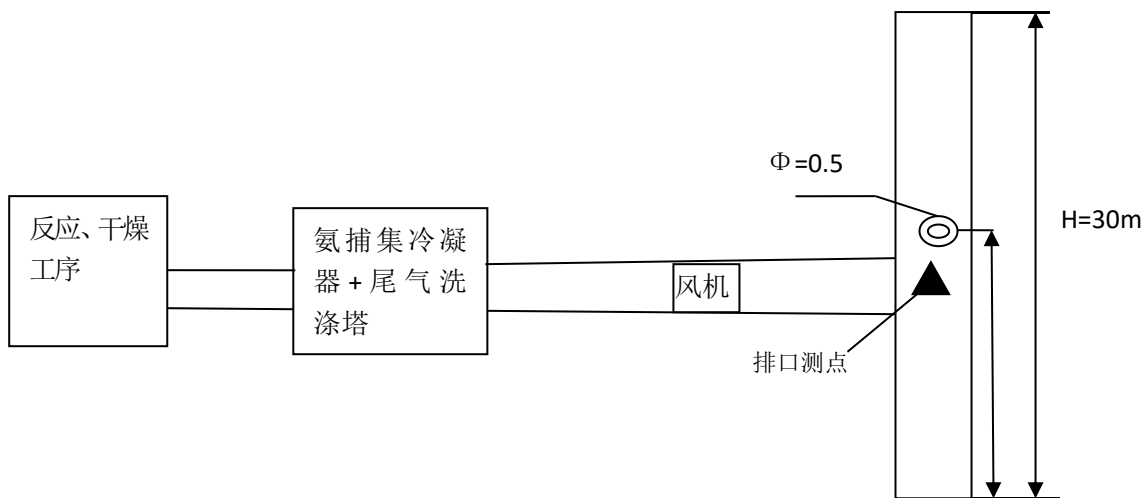 Φ=0.5
H=30m
反应、干燥
工序
氨捕集冷凝
器+尾气洗
涤塔
风机
排口测点